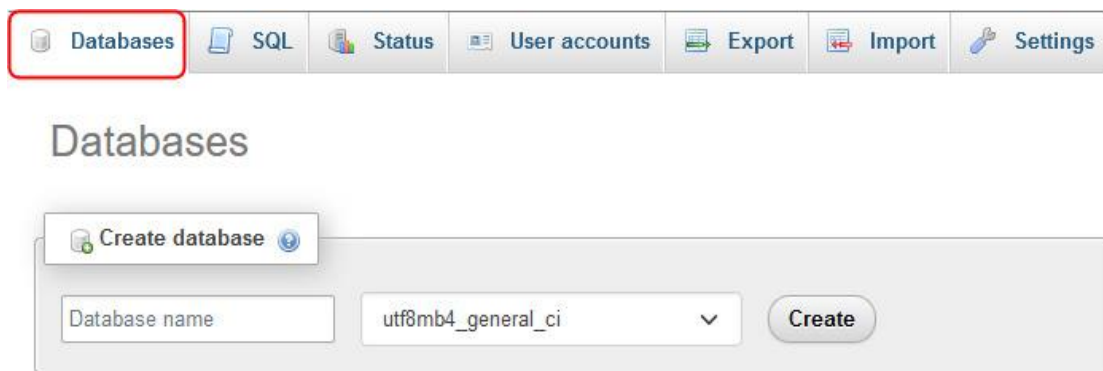 Databases SQL Status User accounts Export Import Settings
Databases
Create database
Database name utf8mb4_general_ci Create